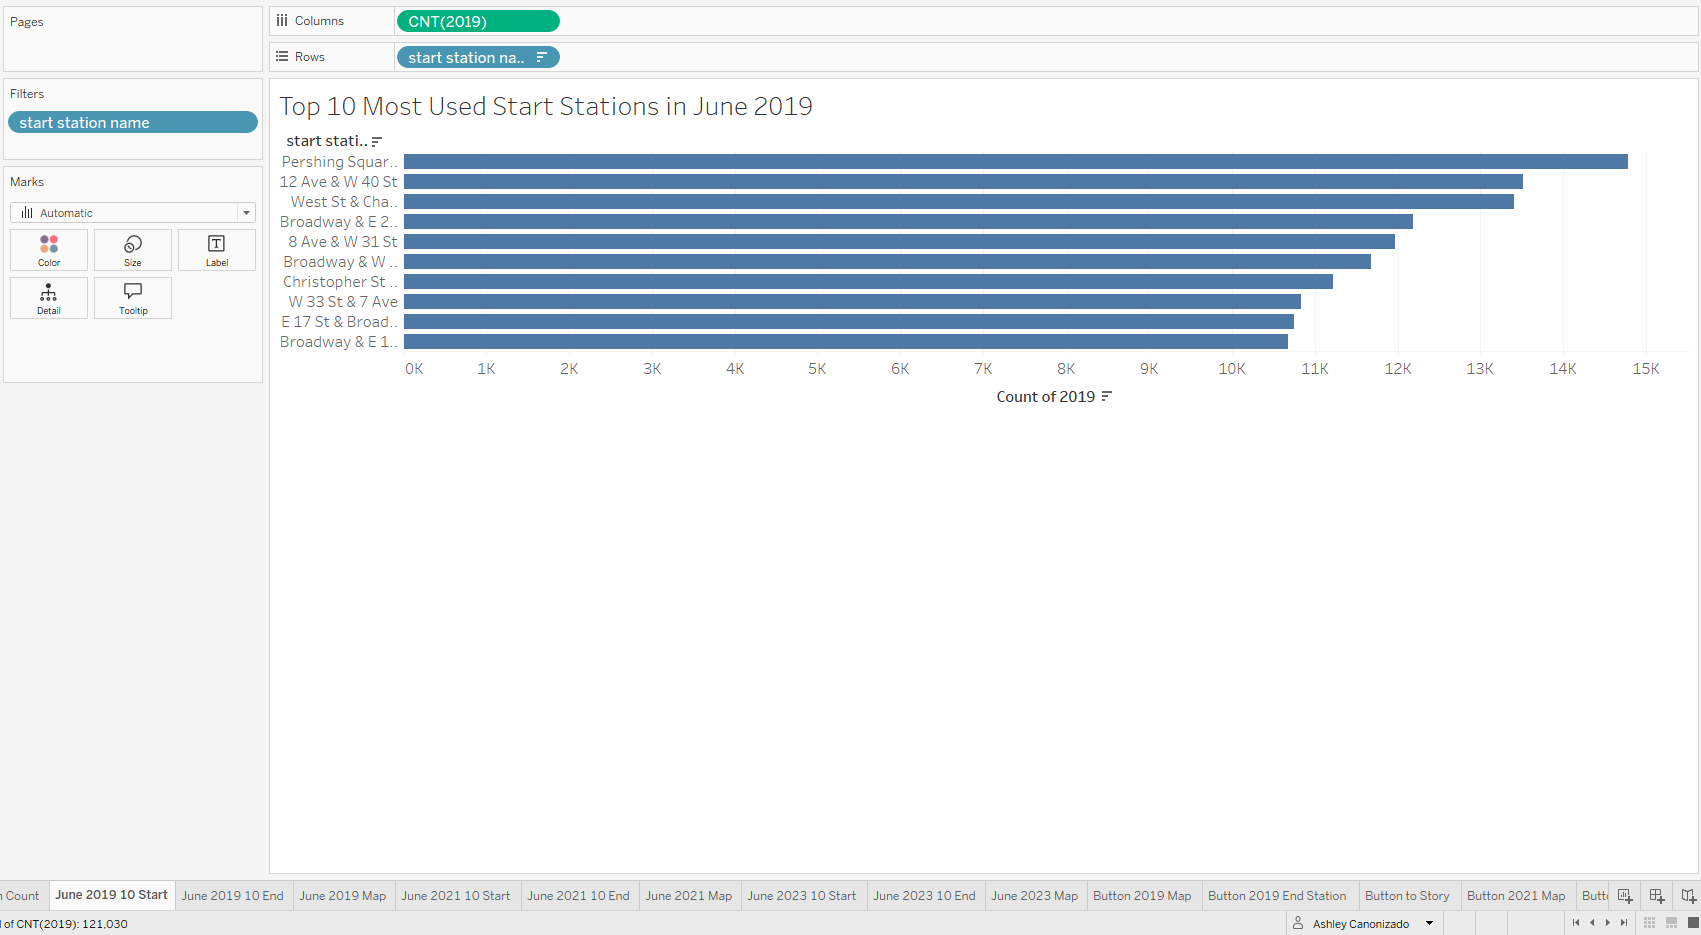 Pages
Columns
CNT(2019)
Rows
start station na..
Filters
start station name
Marks
Automatic
Color
Size
Label
Detail
Tooltip
Top 10 Most Used Start Stations in June 2019
start stati..
Pershing Squar..
12 Ave & W 40 St
West St & Cha..
Broadway & E 2..
8 Ave & W 31 St
Broadway & W ..
Christopher St ..
W 33 St & 7 Ave
E 17 St & Broad..
Broadway & E 1..
0K 1K 2K 3K 4K 5K 6K 7K 8K 9K 10K 11K 12K 13K 14K 15K
Count of 2019
n Count June 2019 10 Start June 2019 10 End June 2019 Map June 2021 10 Start June 2021 10 End June 2021 Map June 2023 10 Start June 2023 10 End June 2023 Map Button 2019 Map Button 2019 End Station Button to Story Button 2021 Map Butt
l of CNT(2019): 121,030
Ashley Canonizado